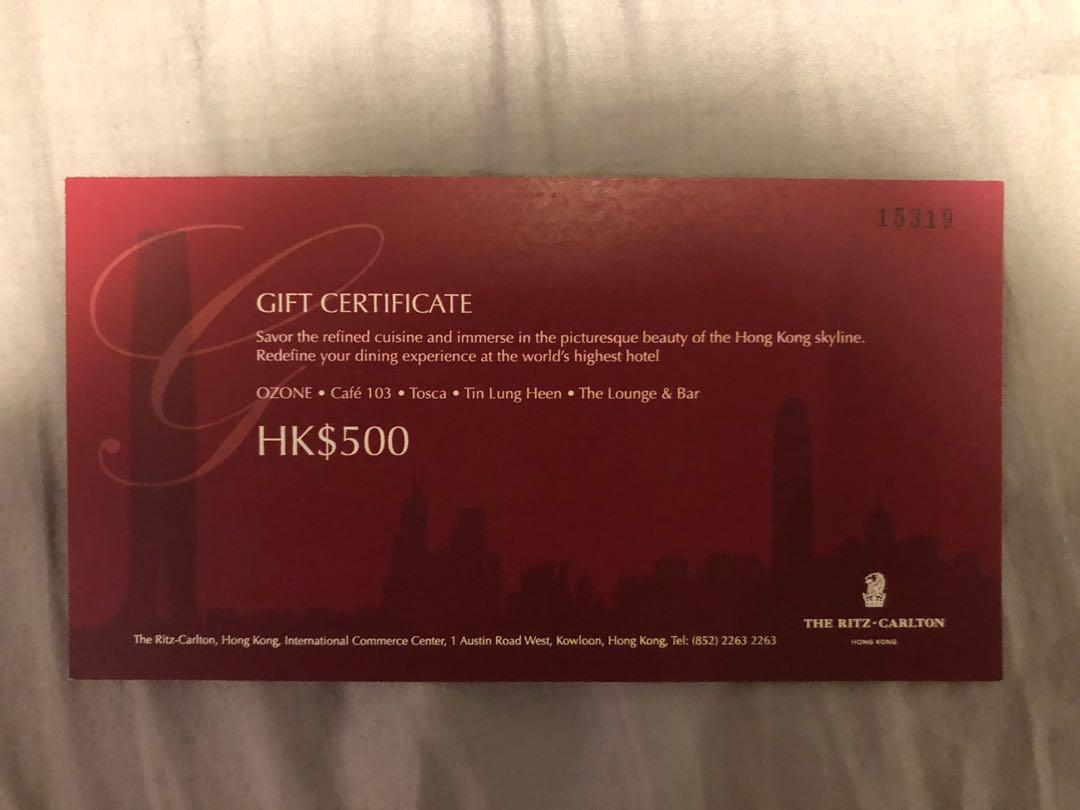 15319
G
GIFT CERTIFICATE
Savor the refined cuisine and immerse in the picturesque beauty of the Hong Kong skyline.
Redefine your dining experience at the world's highest hotel
OZONE • Café 103 • Tosca • Tin Lung Heen • The Lounge & Bar
HK$500
The Ritz-Carlton, Hong Kong, International Commerce Center, 1 Austin Road West, Kowloon, Hong Kong, Tel: (852) 2263 2263
THE RITZ-CARLTON
HONG KONG